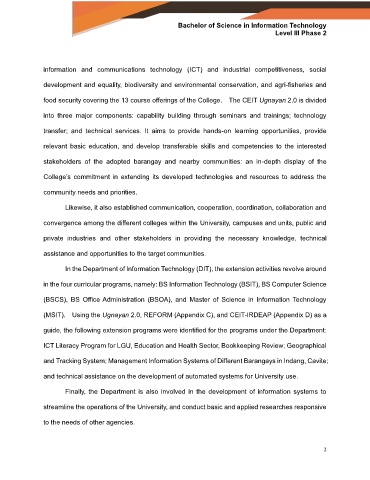 Bachelor of Science in Information Technology
Level III Phase 2
information and communications technology (ICT) and industrial competitiveness, social
development and equality, biodiversity and environmental conservation, and agri-fisheries and
food security covering the 13 course offerings of the College. The CEIT Ugnayan 2.0 is divided
into three major components: capability building through seminars and trainings; technology
transfer; and technical services. It aims to provide hands-on learning opportunities, provide
relevant basic education, and develop transferable skills and competencies to the interested
stakeholders of the adopted barangay and nearby communities: an in-depth display of the
College's commitment in extending its developed technologies and resources to address the
community needs and priorities.
Likewise, it also established communication, cooperation, coordination, collaboration and
convergence among the different colleges within the University, campuses and units, public and
private industries and other stakeholders in providing the necessary knowledge, technical
assistance and opportunities to the target communities.
In the Department of Information Technology (DIT), the extension activities revolve around
in the four curricular programs, namely: BS Information Technology (BSIT), BS Computer Science
(BSCS), BS Office Administration (BSOA), and Master of Science in Information Technology
(MSIT). Using the Ugnayan 2.0, REFORM (Appendix C), and CEIT-IRDEAP (Appendix D) as a
guide, the following extension programs were identified for the programs under the Department:
ICT Literacy Program for LGU, Education and Health Sector, Bookkeeping Review; Geographical
and Tracking System; Management Information Systems of Different Barangays in Indang, Cavite;
and technical assistance on the development of automated systems for University use.
Finally, the Department is also involved in the development of information systems to
streamline the operations of the University, and conduct basic and applied researches responsive
to the needs of other agencies.